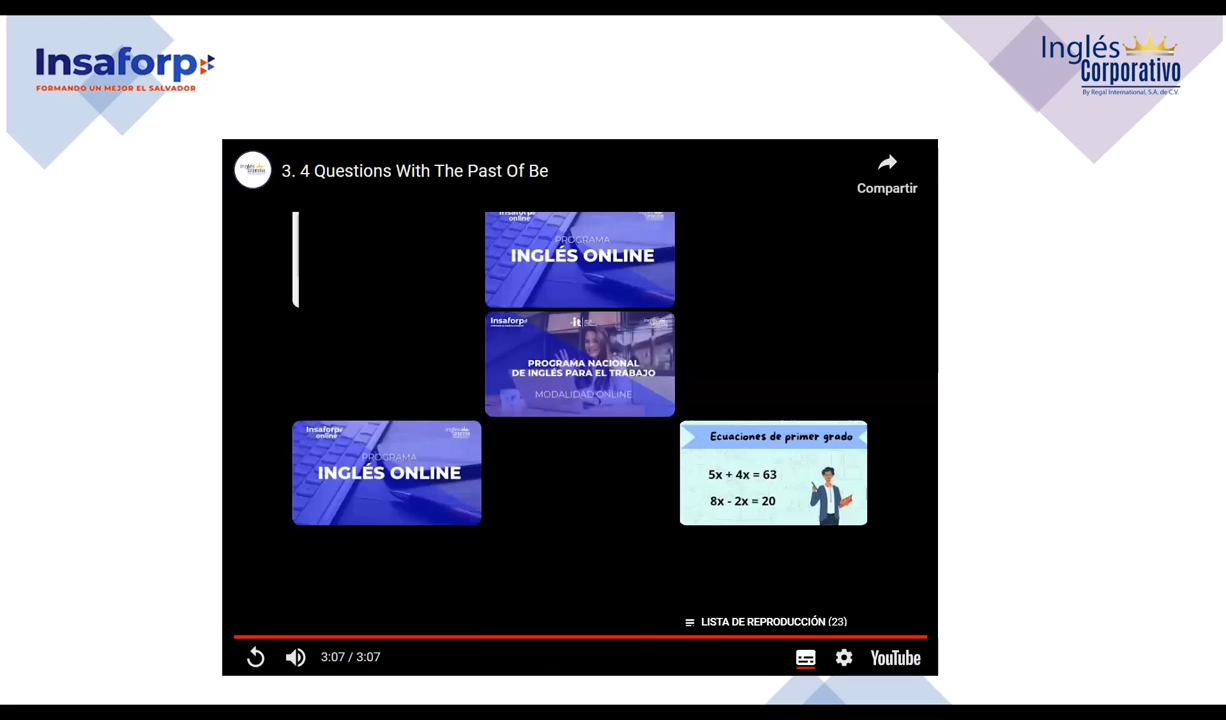 Insaforp
FORMANDO UN MEJOR EL SALVADOR
Inglés
Corporativo
By Regal International, S.A. de C.V.
3. 4 Questions With The Past Of Be
Compartir
Insaforp
online
PROGRAMA
INGLÉS ONLINE
Insaforp
it
PROGRAMA NACIONAL
DE INGLÉS PARA EL TRABAJO
MODALIDAD ONLINE
Insaforp
online
PROGRAMA
INGLÉS ONLINE
Ecuaciones de primer grado
5x + 4x = 63
8x - 2x = 20
LISTA DE REPRODUCCIÓN (23)
3:07 / 3:07
YouTube